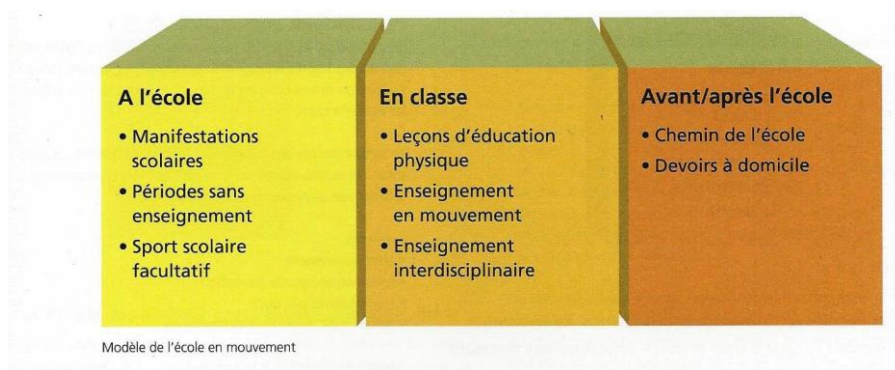 A l'école
• Manifestations
scolaires
• Périodes sans
enseignement
• Sport scolaire
facultatif
En classe
• Leçons d'éducation
physique
• Enseignement
en mouvement
• Enseignement
interdisciplinaire
Avant/après l'école
• Chemin de l'école
• Devoirs à domicile
Modèle de l'école en mouvement